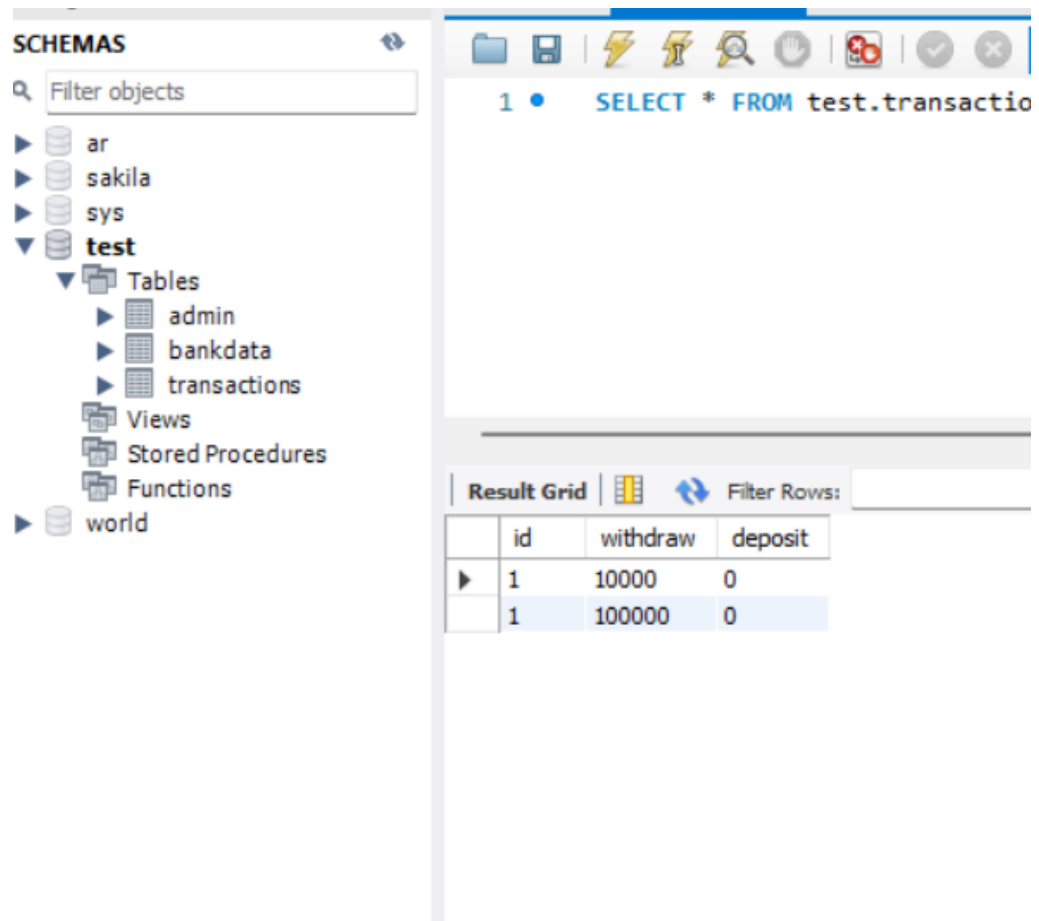 SCHEMAS
Filter objects
ar
sakila
sys
test
Tables
admin
bankdata
transactions
Views
Stored Procedures
Functions
world
1 SELECT * FROM test.transactio
Result Grid Filter Rows:
id withdraw deposit
1 10000 0
1 100000 0